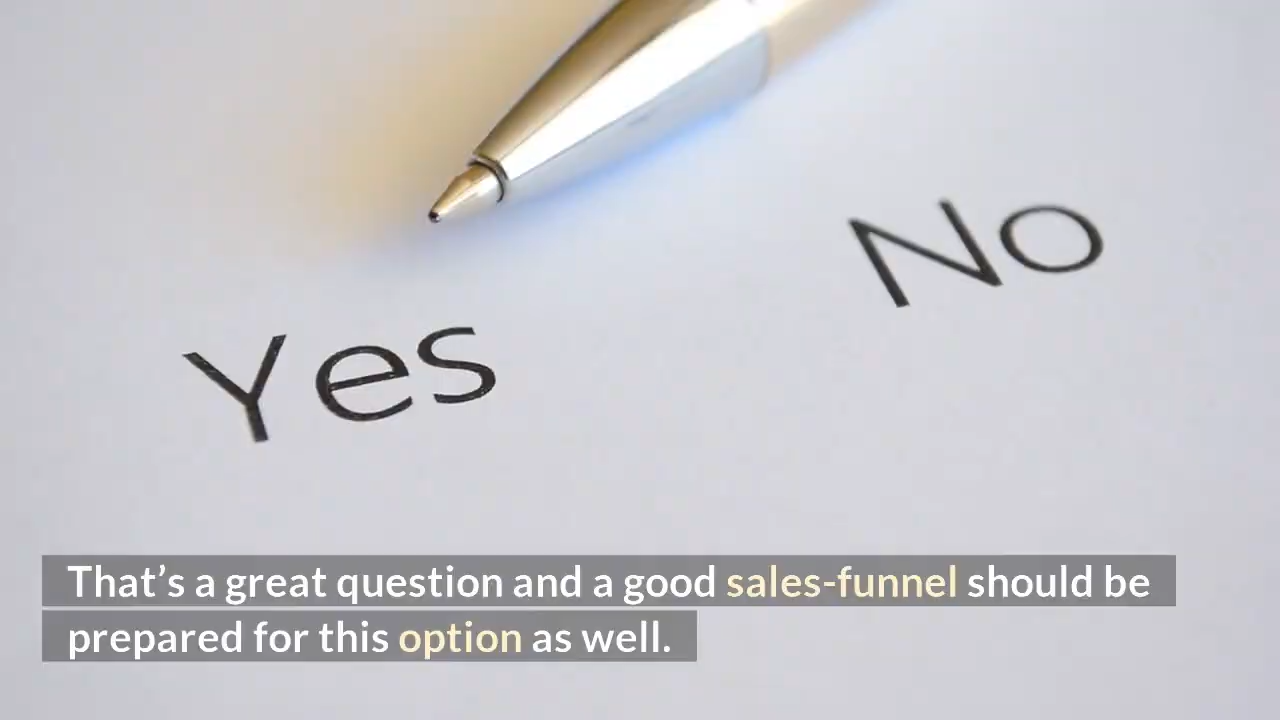 Yes
No
That’s a great question and a good sales-funnel should be
prepared for this option as well.